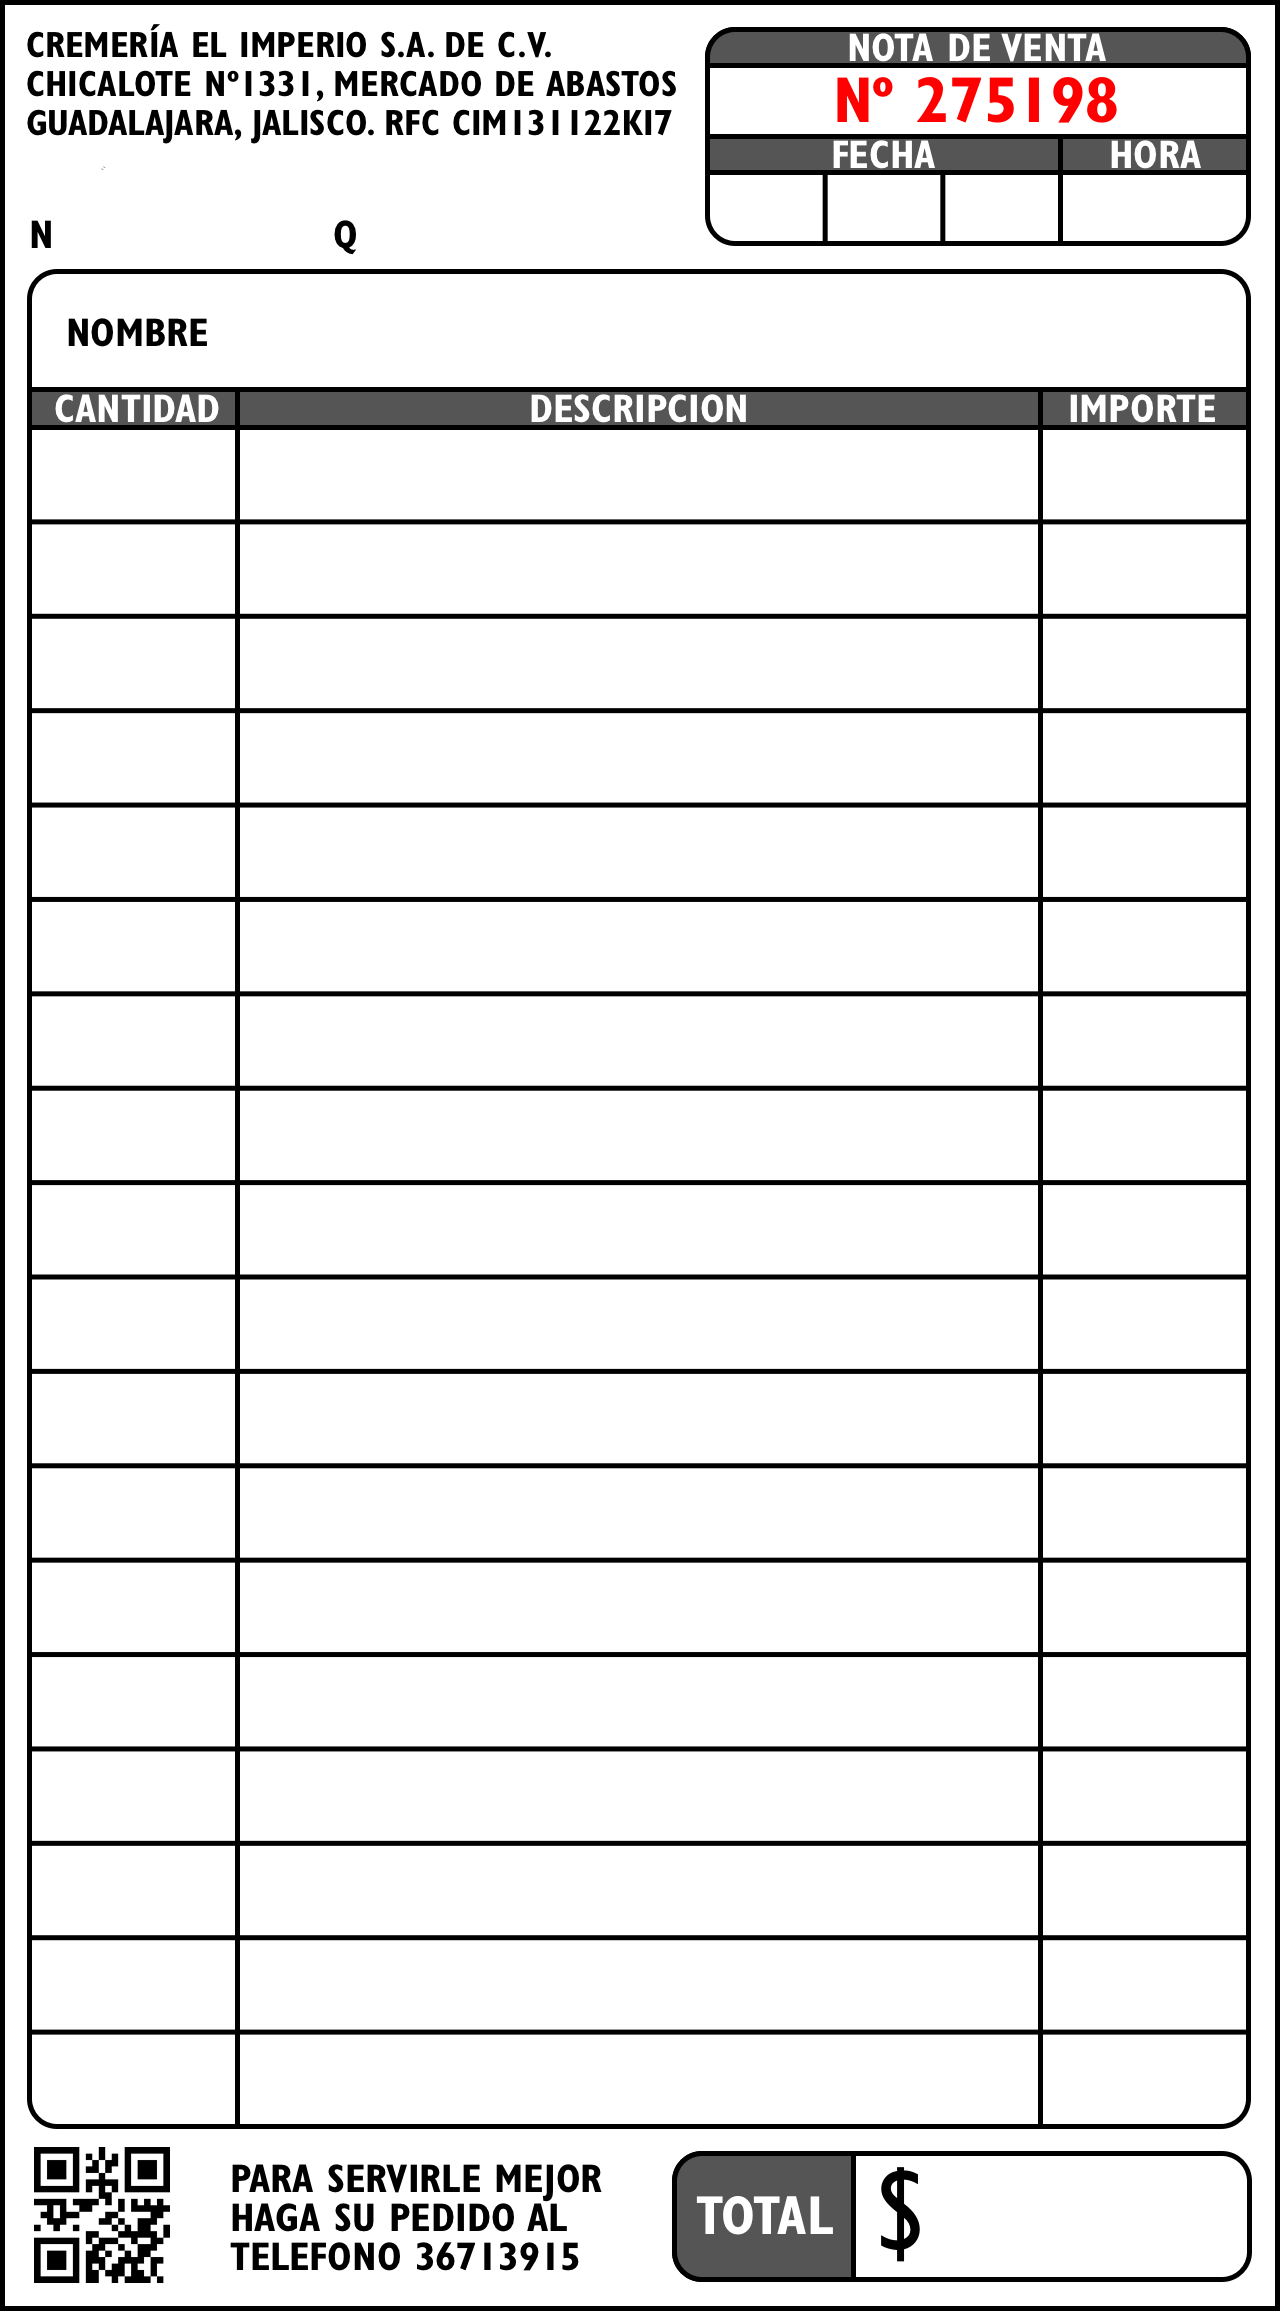 CREMERÍA EL IMPERIO S.A. DE C.V.
CHICALOTE Nº1331, MERCADO DE ABASTOS
GUADALAJARA, JALISCO. RFC CIM131122KI7
N Q
NOTA DE VENTA
Nº 275198
FECHA HORA
NOMBRE
CANTIDAD DESCRIPCION IMPORTE
PARA SERVIRLE MEJOR
HAGA SU PEDIDO AL
TELEFONO 36713915
TOTAL $